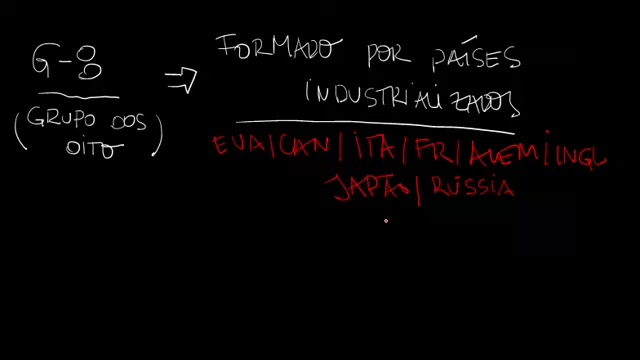 G-8
(GRUPO DOS
OITO)
⇒
FORMADO POR PAÍSES
INDUSTRIALIZADOS
EUA/CAN/ITA/FR/ALEM/INGL
JAPÃO/RÚSSIA